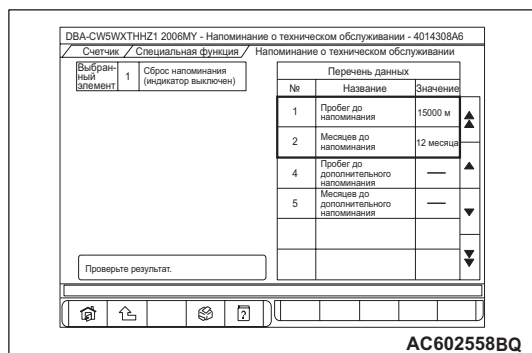 DBA-CW5WXTHHZ1 2006MY - Напоминание о техническом обслуживании - 4014308A6
Счетчик / Специальная функция / Напоминание о техническом обслуживании
Выбран-
ный
элемент
1
Сброс напоминания
(индикатор выключен)
Перечень данных
№ Название Значение
1 Пробег до
напоминания 15000 м
2 Месяцев до
напоминания 12 месяца
4 Пробег до
дополнительного
напоминания —
5 Месяцев до
дополнительного
напоминания —
Проверьте результат.
?
AC602558BQ